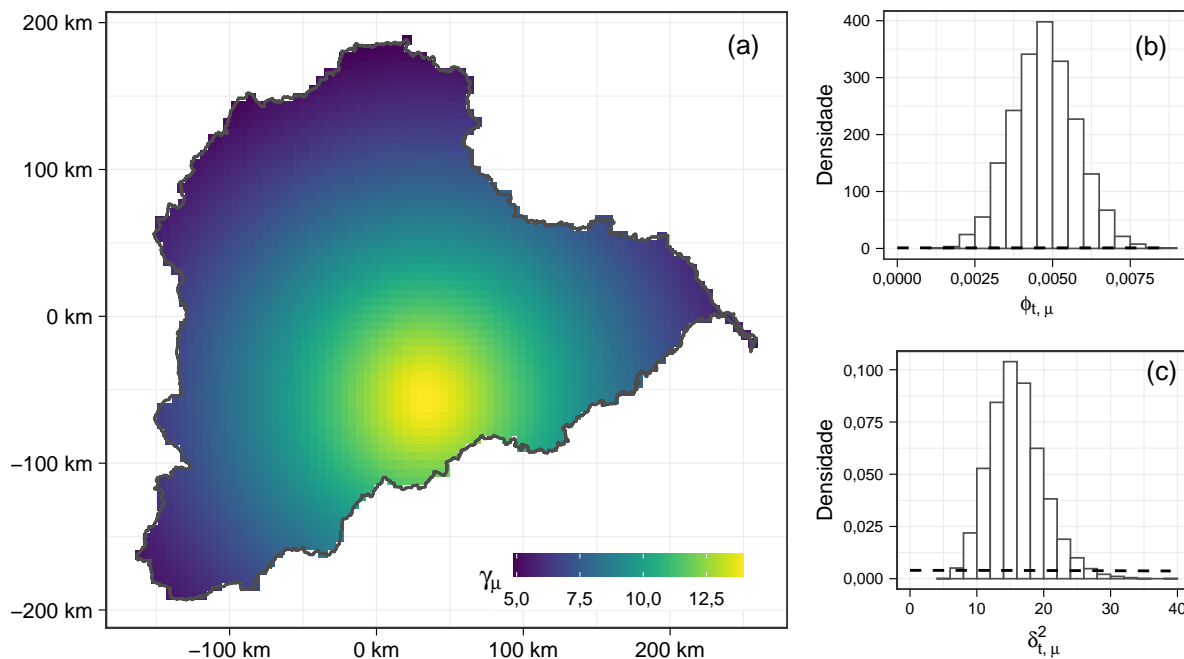 (a)
200 km
100 km
0 km
−100 km
−200 km
−100 km
0 km
100 km
200 km
γμ
5,0
7,5
10,0
12,5
(b)
Densidade
400
300
200
100
0
0,0000
0,0025
0,0050
0,0075
ϕt, μ
(c)
Densidade
0,100
0,075
0,050
0,025
0,000
0
10
20
30
40
δ²t, μ